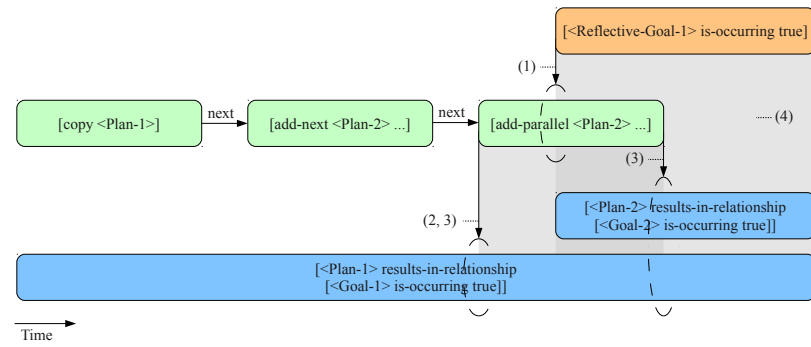 [<Reflective-Goal-1> is-occurring true]
(1)
[copy <Plan-1>]
next
[add-next <Plan-2> ...]
next
[add-parallel <Plan-2> ...]
(4)
(3)
[<Plan-2> results-in-relationship
[<Goal-2> is-occurring true]]
(2, 3)
[<Plan-1> results-in-relationship
[<Goal-1> is-occurring true]]
Time